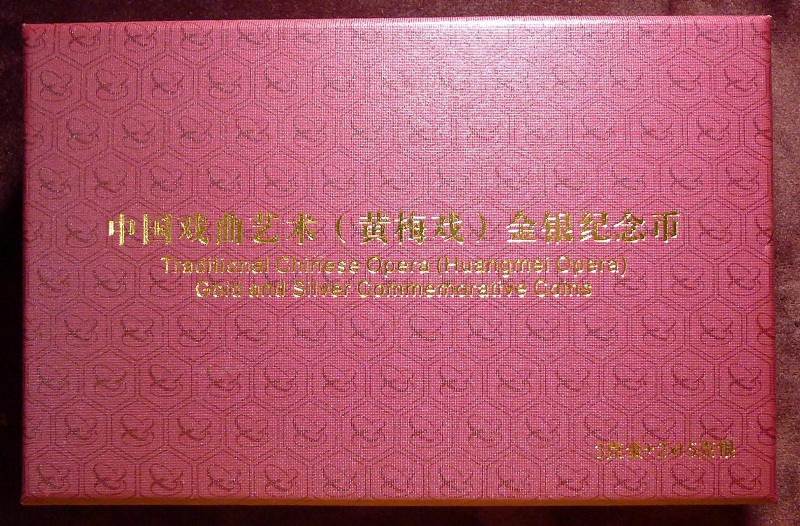 中国戏曲艺术（黄梅戏）金银纪念币
Traditional Chinese Opera (Huangmei Opera)
Gold and Silver Commemorative Coins